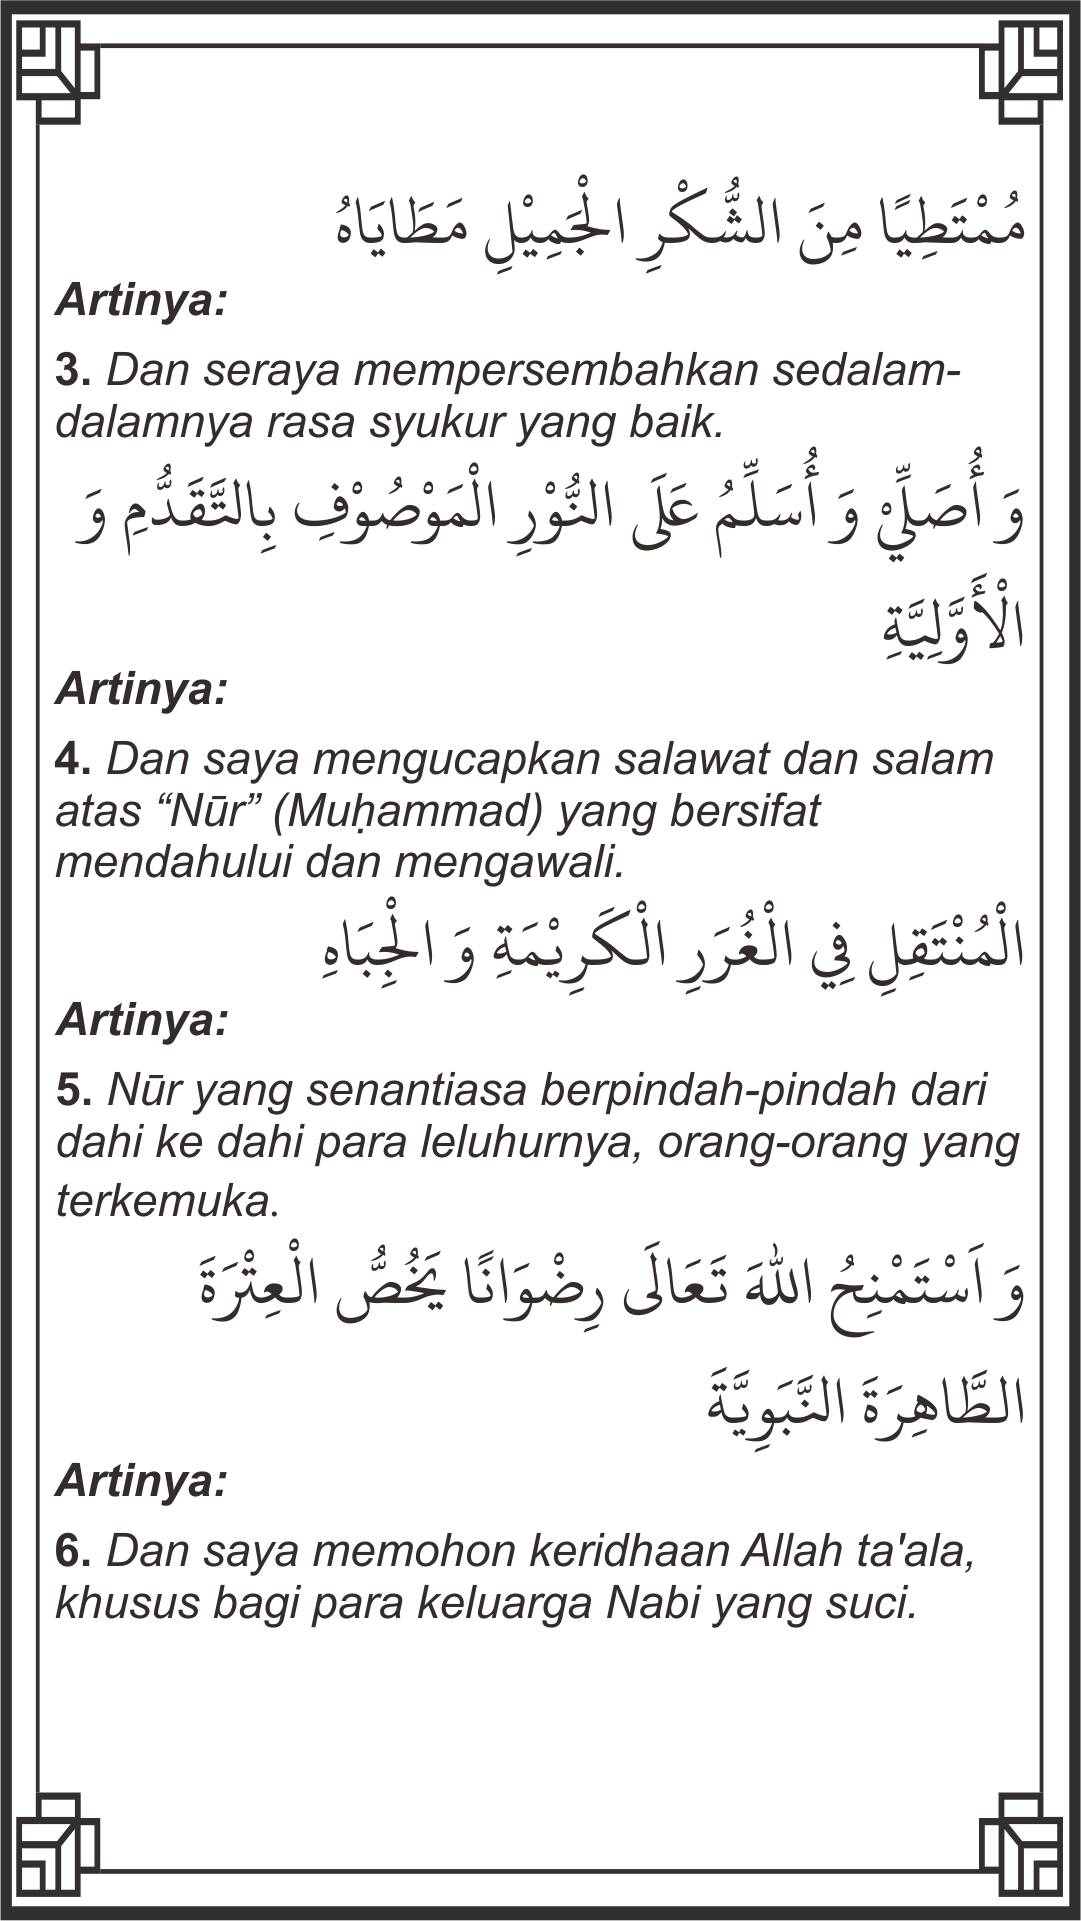 مُمْتَطِيًا مِنَ الشُّكْرِ الْجَمِيْلِ مَطَايَاهُ
Artinya:
3. Dan seraya mempersembahkan sedalam-
dalamnya rasa syukur yang baik.
وَ أُصَلِّيْ وَ أُسَلِّمُ عَلَى النُّوْرِ الْمَوْصُوْفِ بِالتَّقَدُّمِ وَ
الْأَوَّلِيَّةِ
Artinya:
4. Dan saya mengucapkan salawat dan salam
atas “Nūr” (Muḥammad) yang bersifat
mendahului dan mengawali.
الْمُنْتَقِلِ فِي الْغُرَرِ الْكَرِيْمَةِ وَ الْجِبَاهِ
Artinya:
5. Nūr yang senantiasa berpindah-pindah dari
dahi ke dahi para leluhurnya, orang-orang yang
terkemuka.
وَ اَسْتَمْنِحُ اللهَ تَعَالَى رِضْوَانًا يَخُصُّ الْعِتْرَةَ
الطَّاهِرَةَ النَّبَوِيَّةَ
Artinya:
6. Dan saya memohon keridhaan Allah ta'ala,
khusus bagi para keluarga Nabi yang suci.